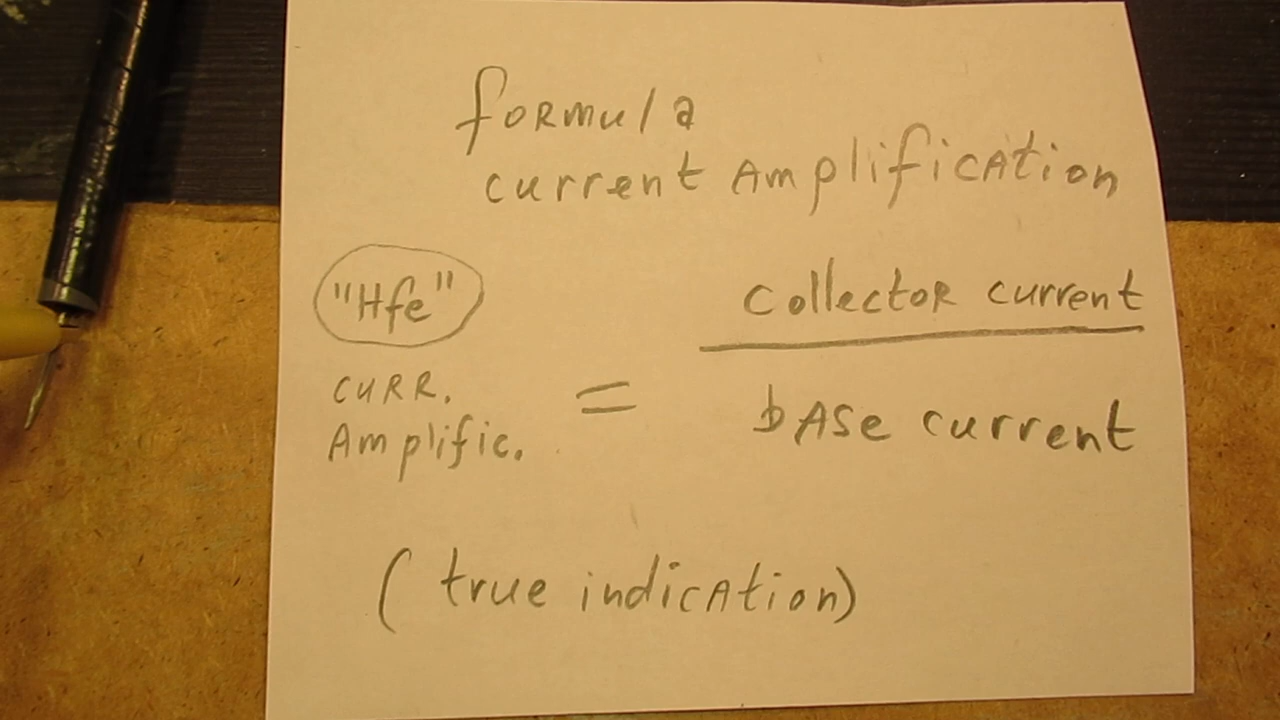 formula
current Amplification
"Hfe"
curr.
Amplific.
=
collector current
base current
(true indication)